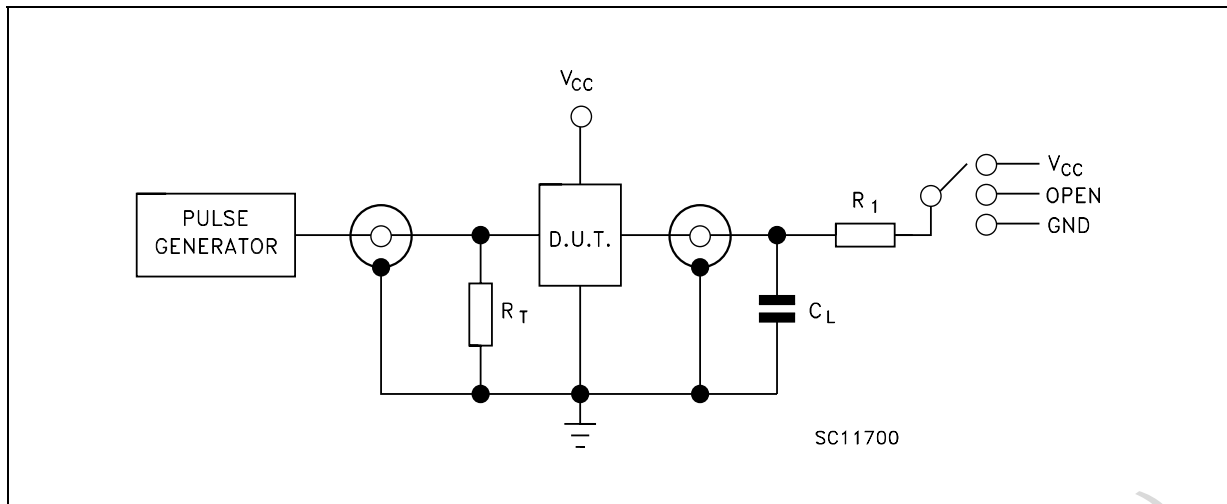 VCC
PULSE
GENERATOR
D.U.T.
RT
CL
R1
VCC
OPEN
GND
SC11700